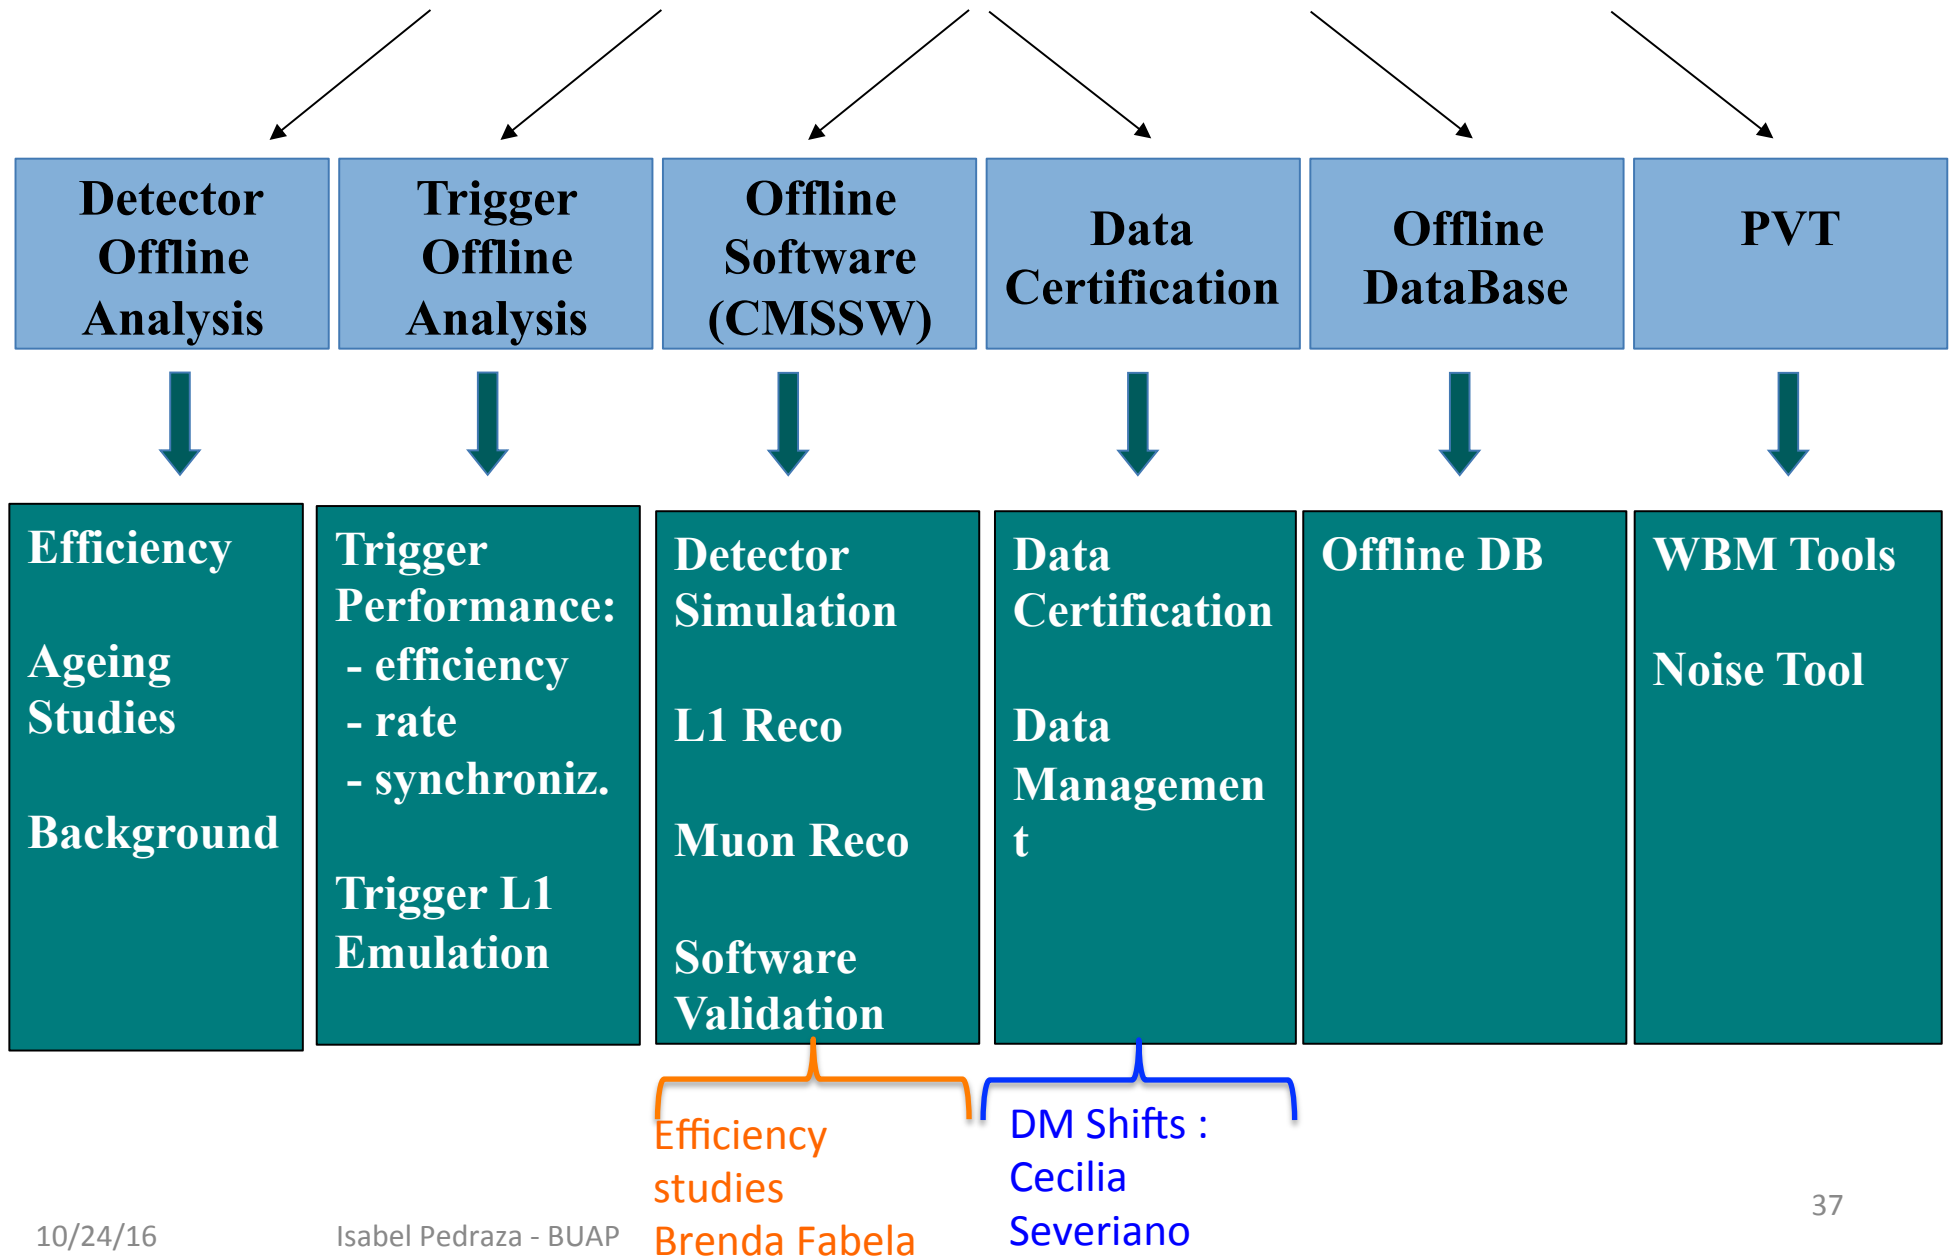 Detector
Offline
Analysis
Trigger
Offline
Analysis
Offline
Software
(CMSSW)
Data
Certification
Offline
DataBase
PVT
Efficiency
Ageing
Studies
Background
Trigger
Performance:
- efficiency
- rate
- synchroniz.
Trigger L1
Emulation
Detector
Simulation
L1 Reco
Muon Reco
Software
Validation
Data
Certification
Data
Managemen
t
Offline DB
WBM Tools
Noise Tool
Efficiency
studies
Brenda Fabela
DM Shifts :
Cecilia
Severiano
10/24/16
Isabel Pedraza - BUAP
37